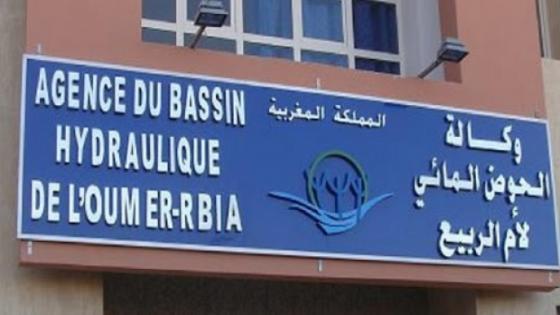 AGENCE DU BASSIN
HYDRAULIQUE
DE L'OUM ER-RBIA
المملكة المغربية
وكالة
الحوض المائي
لأم الربيع